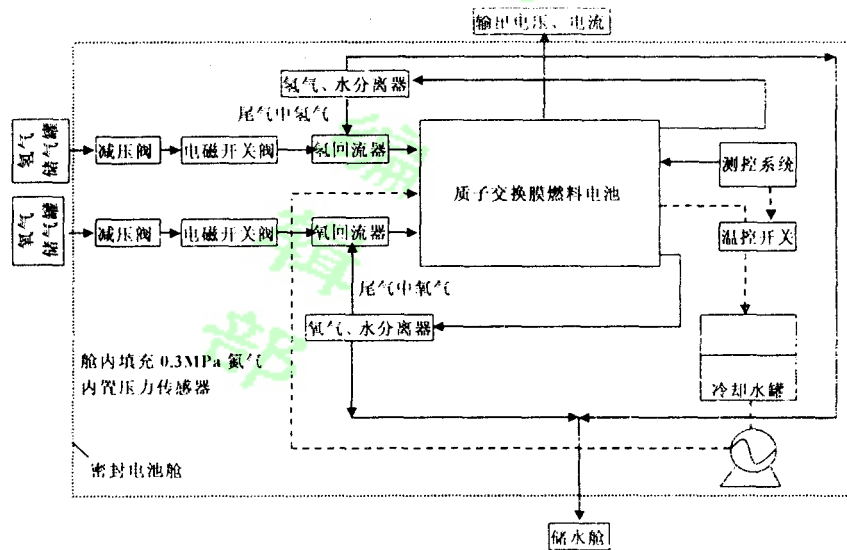 输出电压、电流
氢气、水分离器
尾气中氢气
氢气
储气罐
减压阀
电磁开关阀
氢回流器
质子交换膜燃料电池
测控系统
氧气
储气罐
减压阀
电磁开关阀
氧回流器
温控开关
尾气中氧气
氧气、水分离器
舱内填充 0.3MPa 氮气
内置压力传感器
冷却水罐
密封电池舱
储水舱
编
辑
部